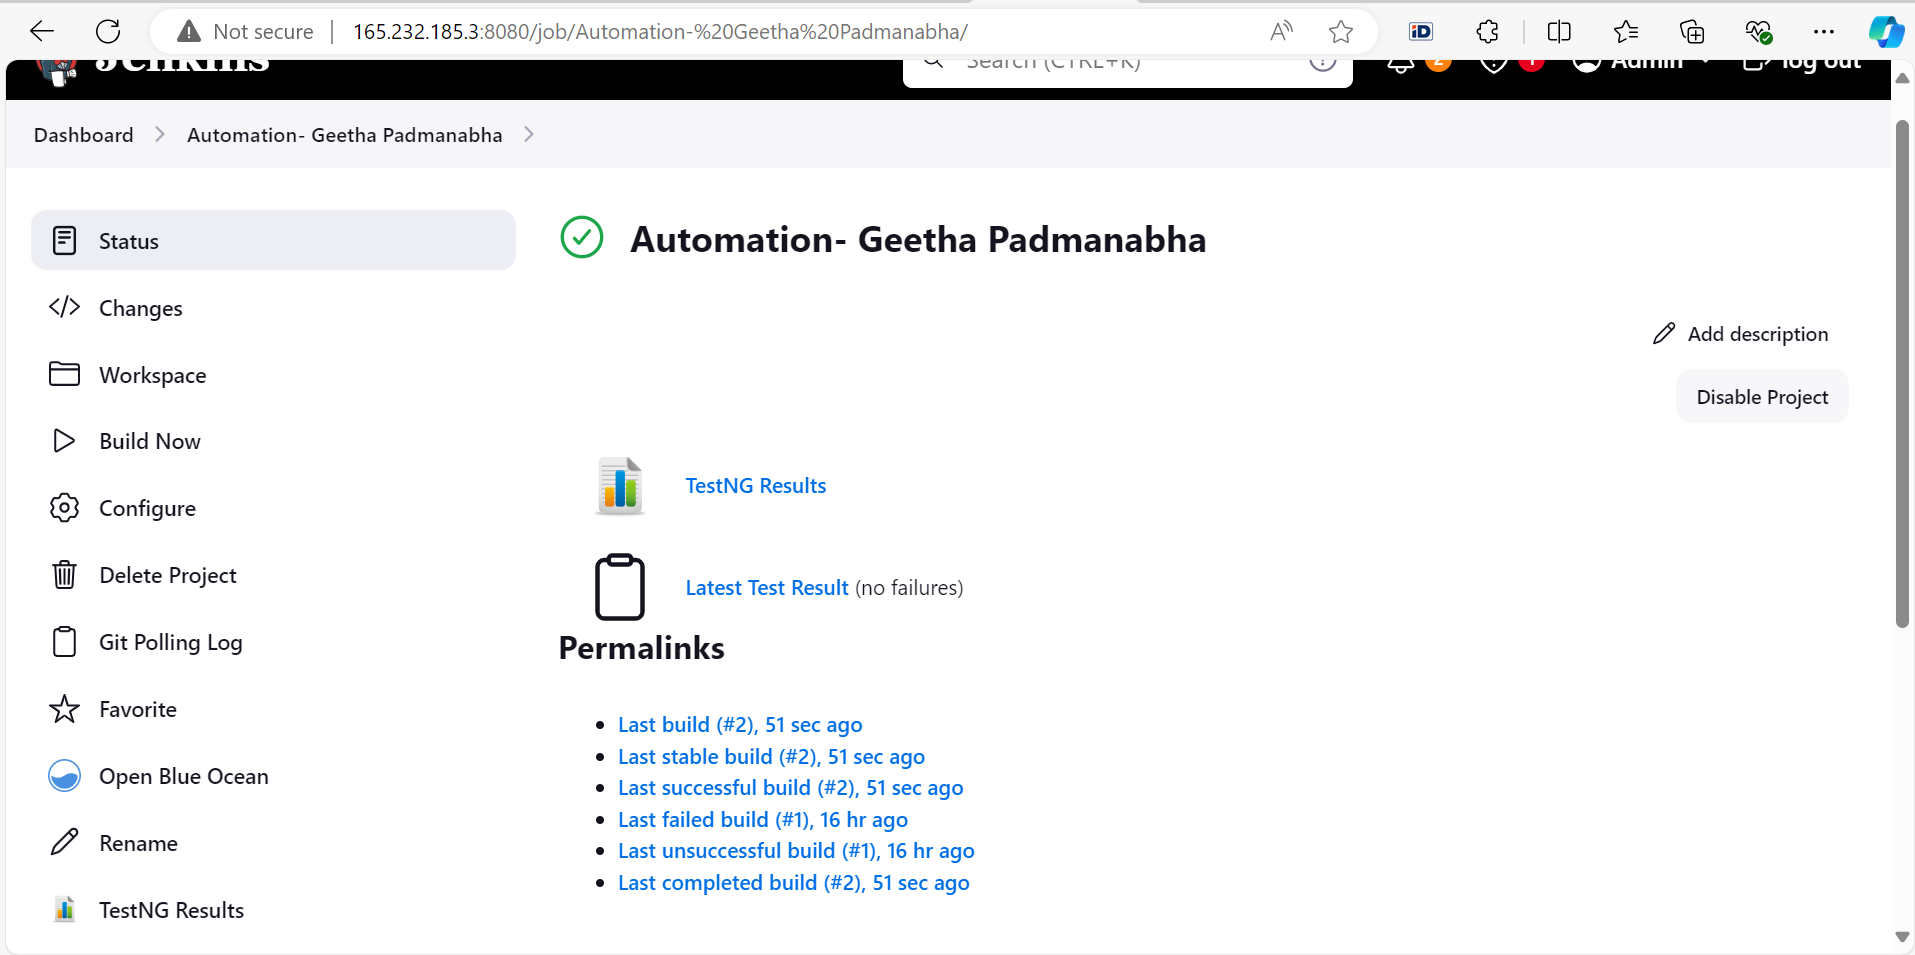 Not secure
165.232.185.3:8080/job/Automation-%20Geetha%20Padmanabha/
Jenkins
Search (CTRL+K)
2
1
Admin
log out
Dashboard
Automation- Geetha Padmanabha
Status
Changes
Workspace
Build Now
Configure
Delete Project
Git Polling Log
Favorite
Open Blue Ocean
Rename
TestNG Results
Automation- Geetha Padmanabha
Add description
Disable Project
TestNG Results
Latest Test Result (no failures)
Permalinks
Last build (#2), 51 sec ago
Last stable build (#2), 51 sec ago
Last successful build (#2), 51 sec ago
Last failed build (#1), 16 hr ago
Last unsuccessful build (#1), 16 hr ago
Last completed build (#2), 51 sec ago